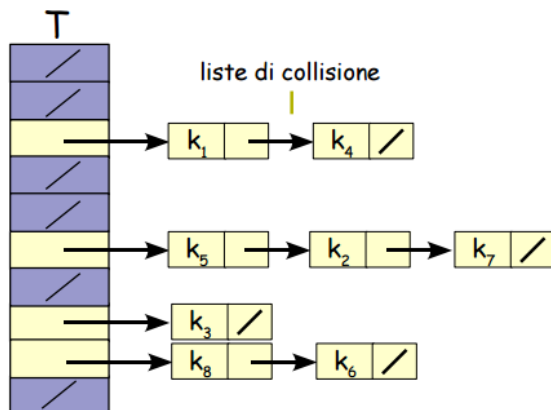 T
liste di collisione
k₁ k₄
k₅ k₂ k₇
k₃
k₈ k₆